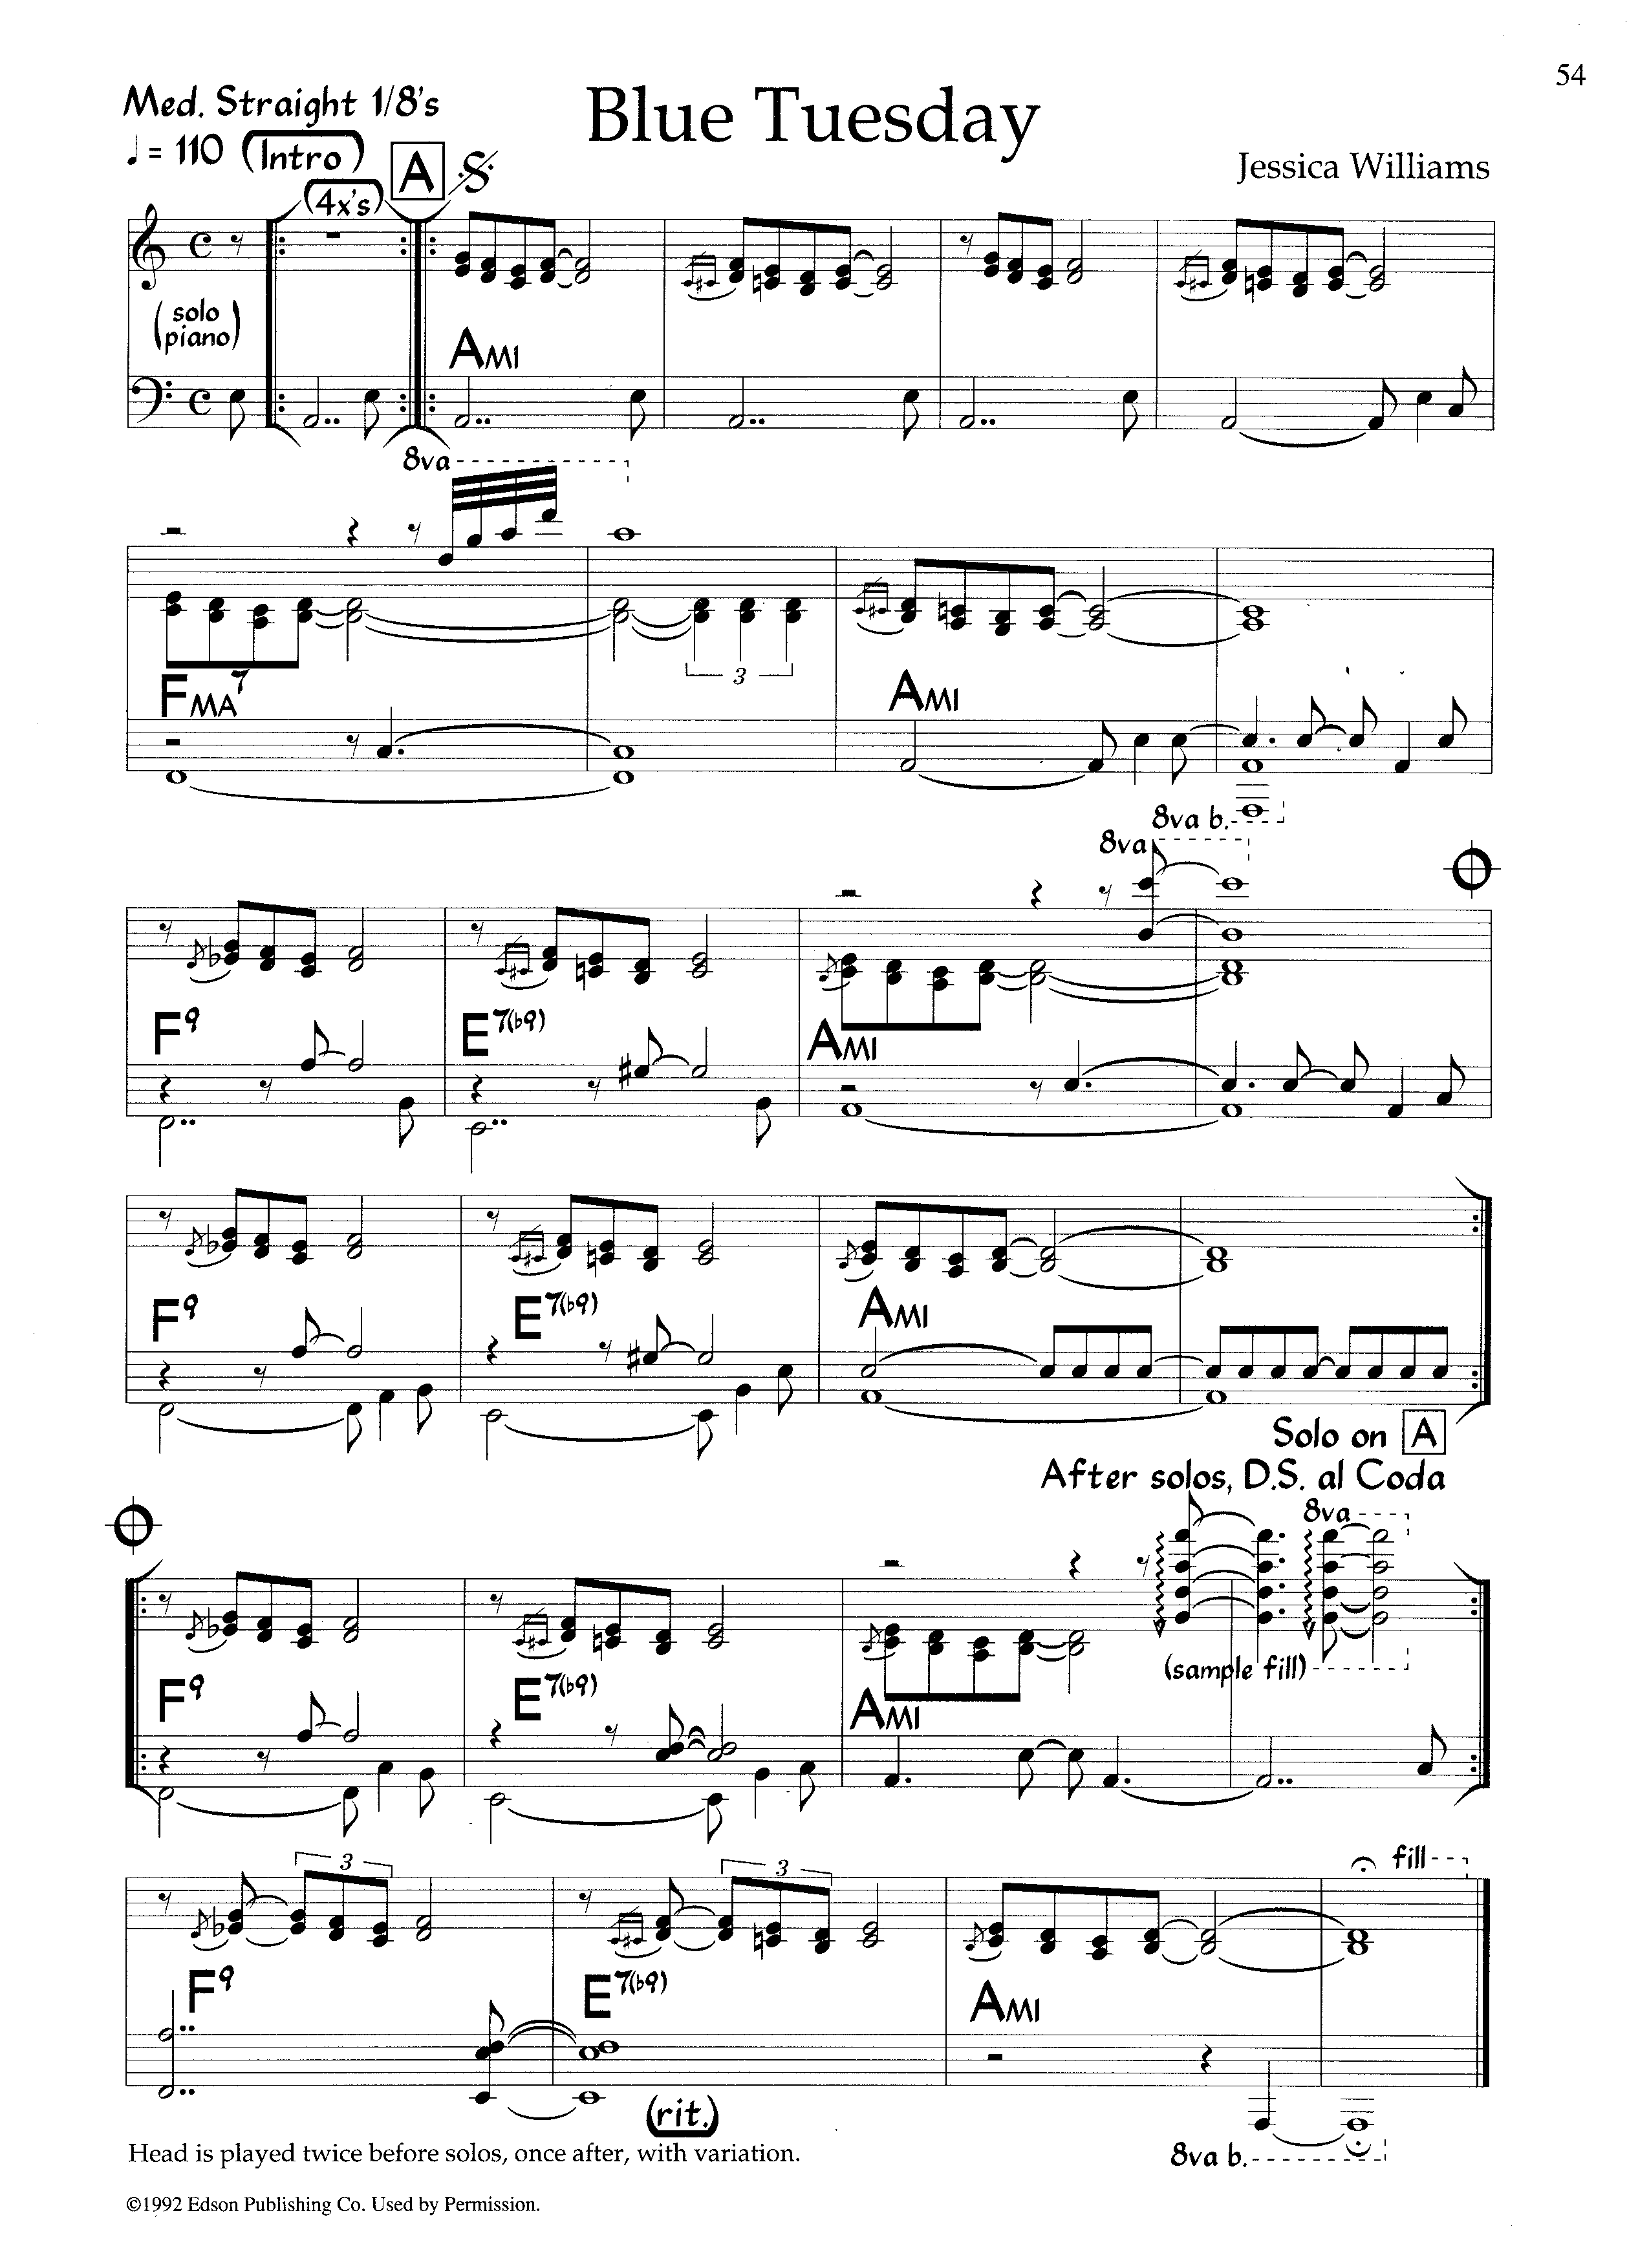 54
Med. Straight 1/8's
♩ = 110 (Intro)
Blue Tuesday
Jessica Williams
(4x's)
A
(solo piano)
AMI
8va
FMA7
3
AMI
8va b.
8va
F9 E7(b9) AMI
F9 E7(b9) AMI
Solo on A
After solos, D.S. al Coda
8va
(sample fill)
F9 E7(b9) AMI
3 3 fill
F9 E7(b9) AMI
(rit.)
8va b.
Head is played twice before solos, once after, with variation.
©1992 Edson Publishing Co. Used by Permission.